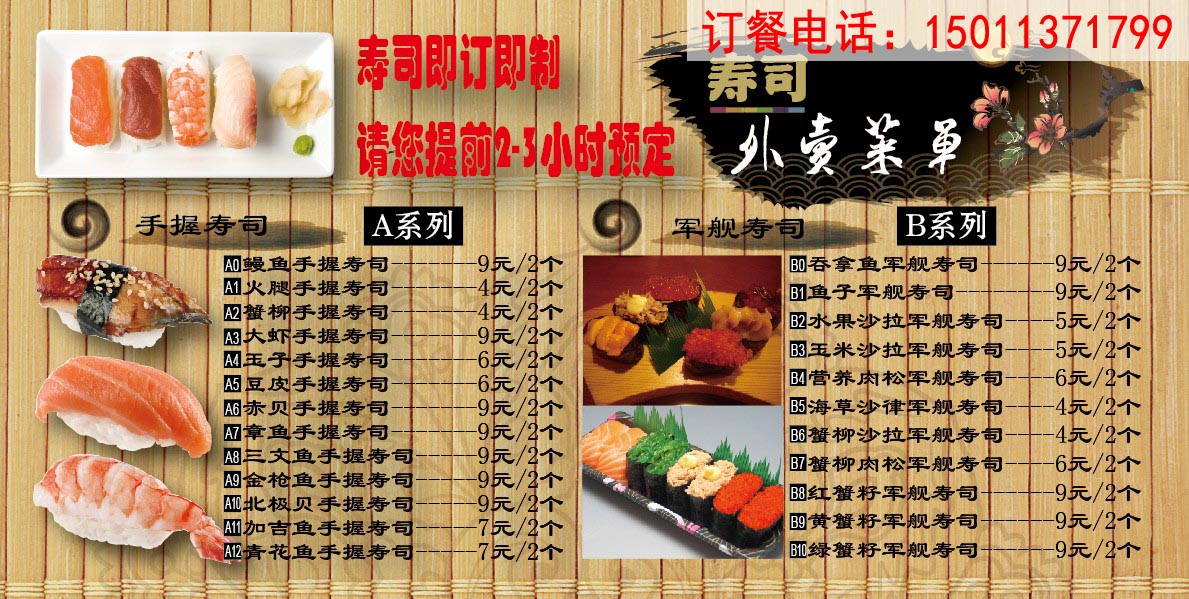 订餐电话：15011371799
寿司即订即制
请您提前2-3小时预定
寿司
外卖菜单
手握寿司 A系列
A0鳗鱼手握寿司-------9元/2个
A1火腿手握寿司-------4元/2个
A2蟹柳手握寿司-------4元/2个
A3大虾手握寿司-------9元/2个
A4玉子手握寿司-------6元/2个
A5豆皮手握寿司-------6元/2个
A6赤贝手握寿司-------9元/2个
A7章鱼手握寿司-------9元/2个
A8三文鱼手握寿司-----9元/2个
A9金枪鱼手握寿司-----9元/2个
A10北极贝手握寿司-----9元/2个
A11加吉鱼手握寿司-----7元/2个
A12青花鱼手握寿司-----7元/2个
军舰寿司 B系列
B0吞拿鱼军舰寿司------9元/2个
B1鱼子军舰寿司--------9元/2个
B2水果沙拉军舰寿司----5元/2个
B3玉米沙拉军舰寿司----5元/2个
B4营养肉松军舰寿司----6元/2个
B5海草沙律军舰寿司----4元/2个
B6蟹柳沙拉军舰寿司----4元/2个
B7蟹柳肉松军舰寿司----6元/2个
B8红蟹籽军舰寿司------9元/2个
B9黄蟹籽军舰寿司------9元/2个
B10绿蟹籽军舰寿司------9元/2个